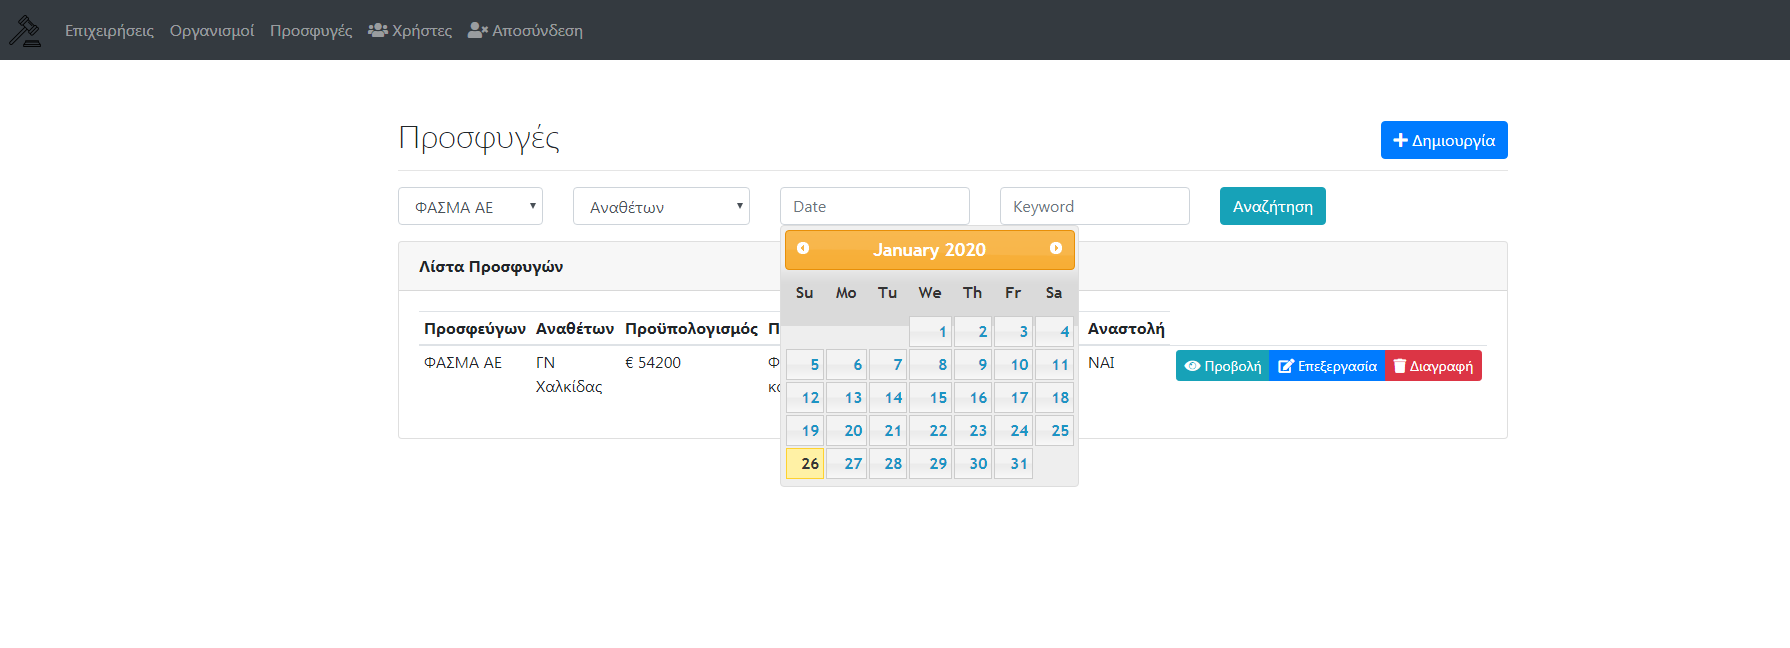 Επιχειρήσεις Οργανισμοί Προσφυγές Χρήστες Αποσύνδεση
Προσφυγές
Δημιουργία
ΦΑΣΜΑ ΑΕ Αναθέτων Date Keyword Αναζήτηση
January 2020
Su Mo Tu We Th Fr Sa
1 2 3 4
5 6 7 8 9 10 11
12 13 14 15 16 17 18
19 20 21 22 23 24 25
26 27 28 29 30 31
Λίστα Προσφυγών
Προσφεύγων Αναθέτων Προϋπολογισμός Αναστολή
ΦΑΣΜΑ ΑΕ ΓΝ € 54200 ΝΑΙ Προβολή Επεξεργασία Διαγραφή
Χαλκίδας